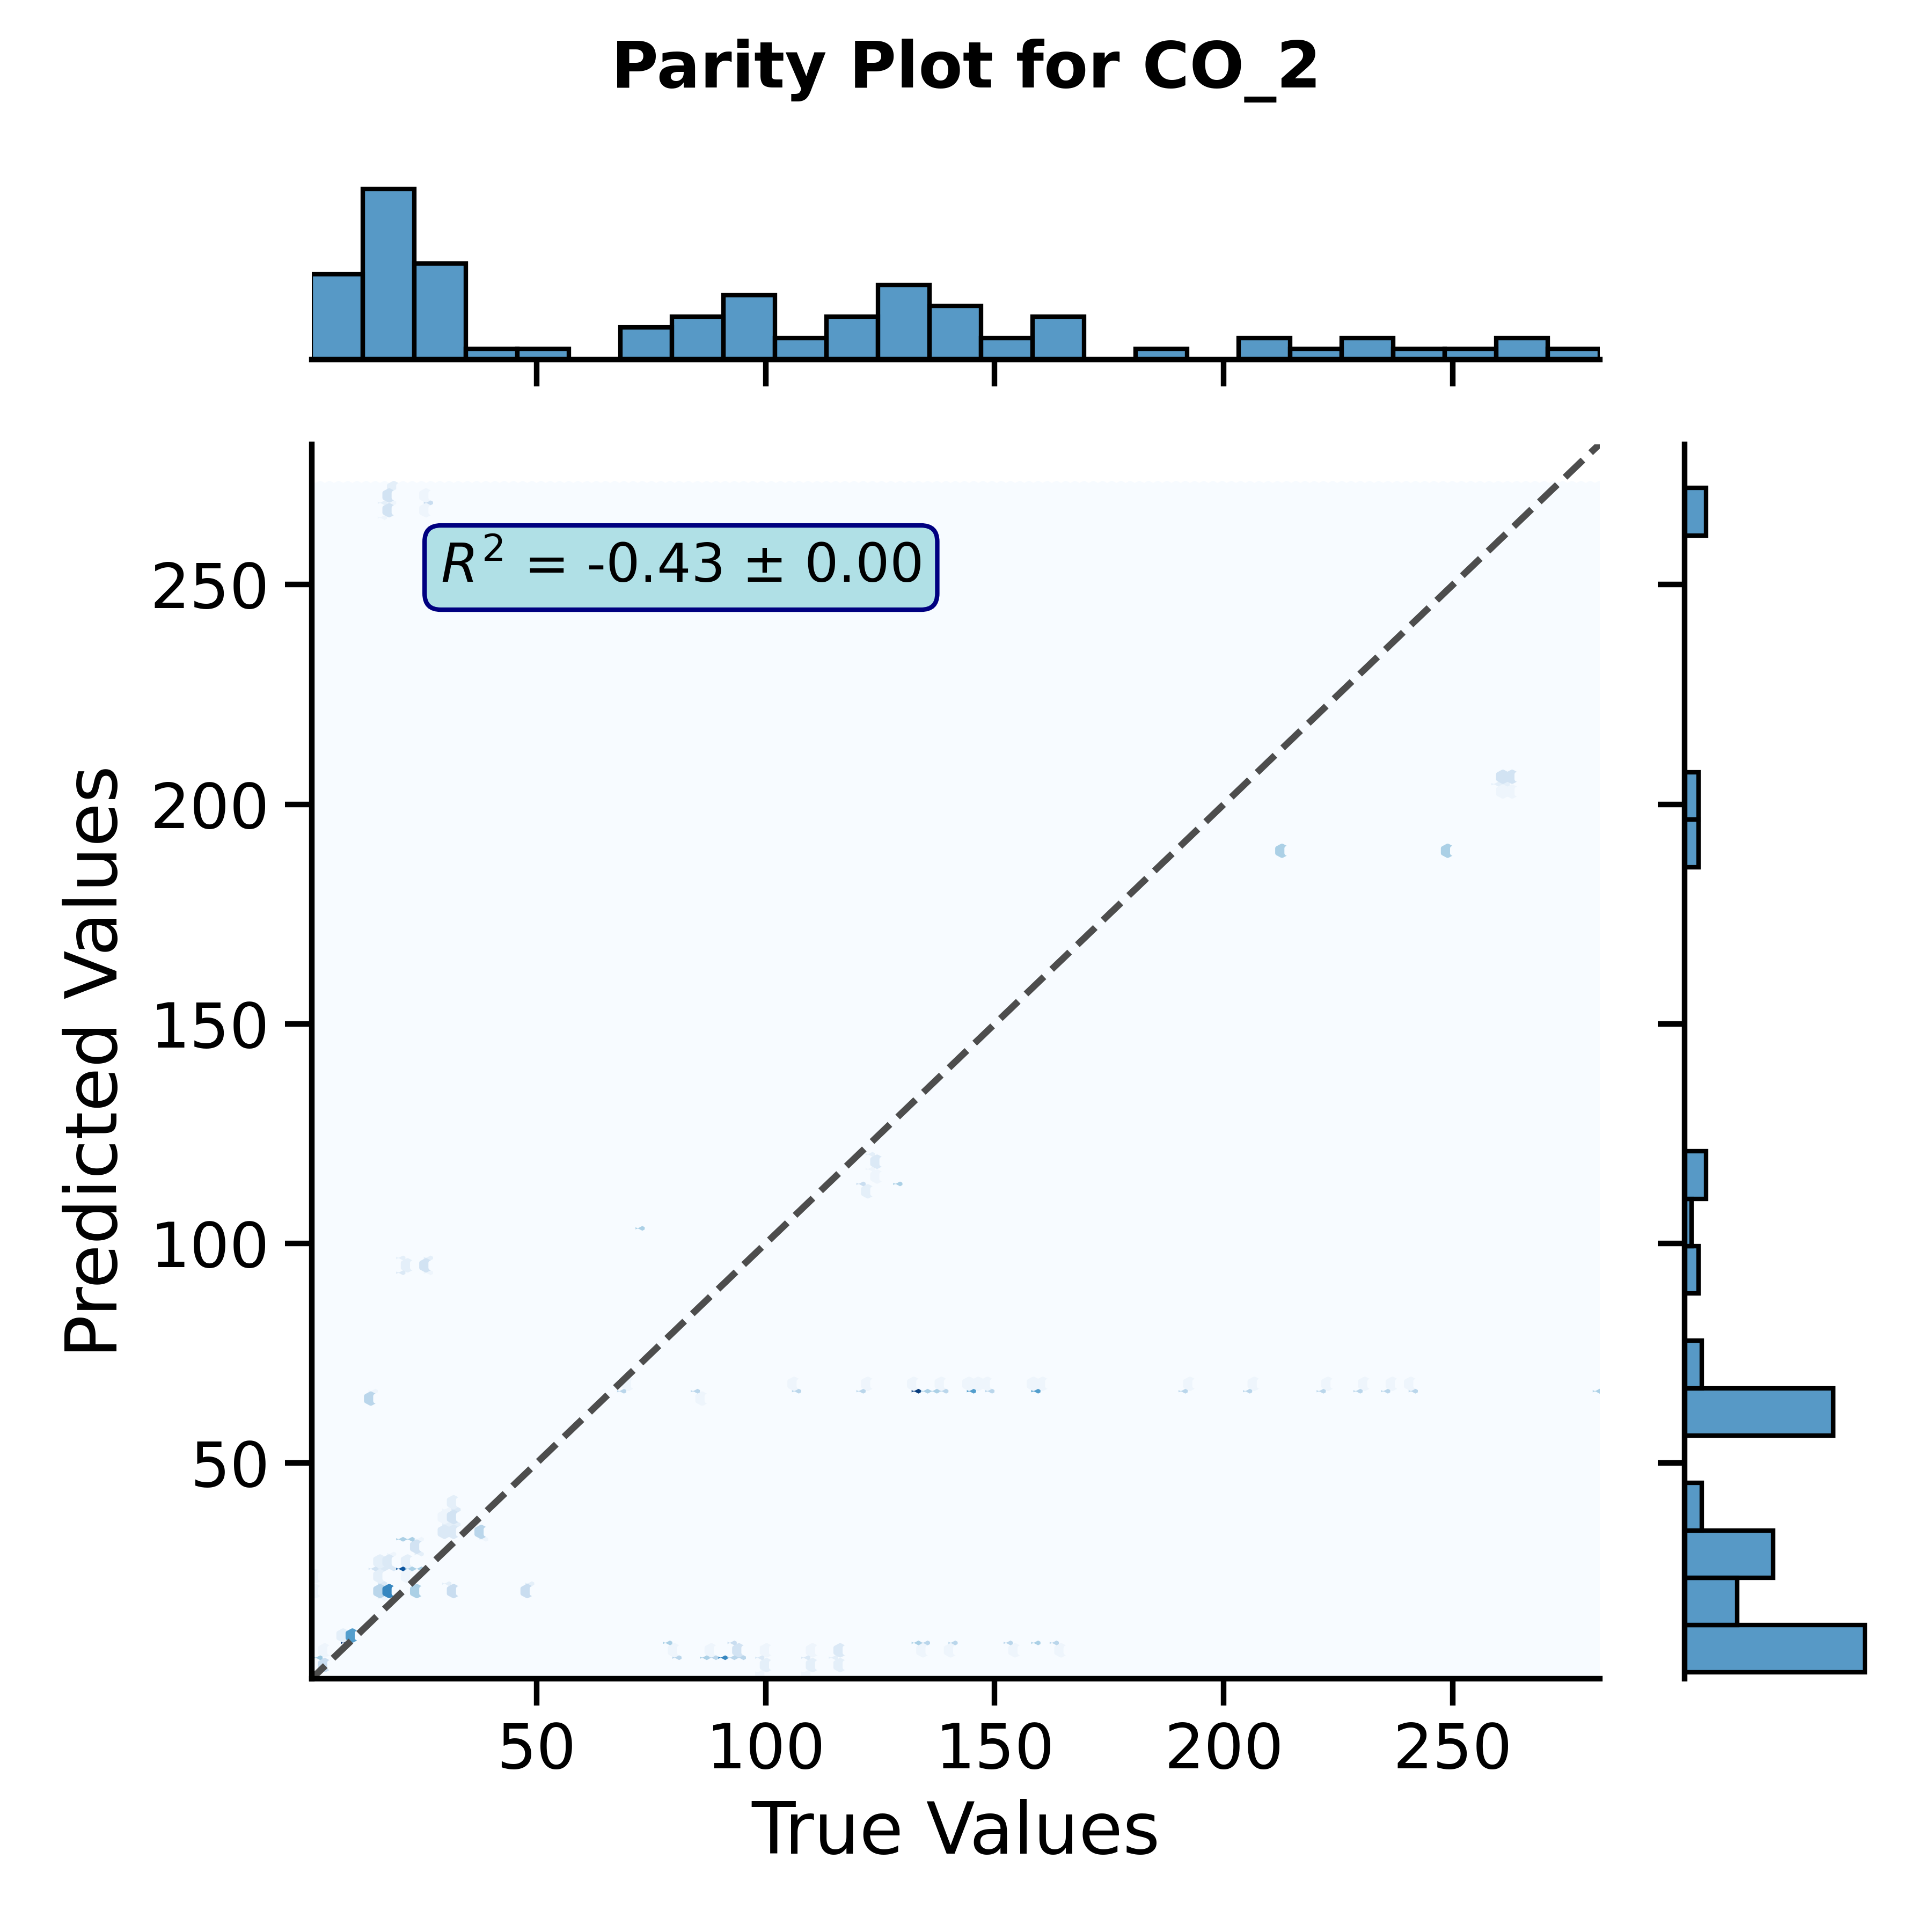 Parity Plot for CO_2
R² = -0.43 ± 0.00
Predicted Values
250
200
150
100
50
50 100 150 200 250
True Values